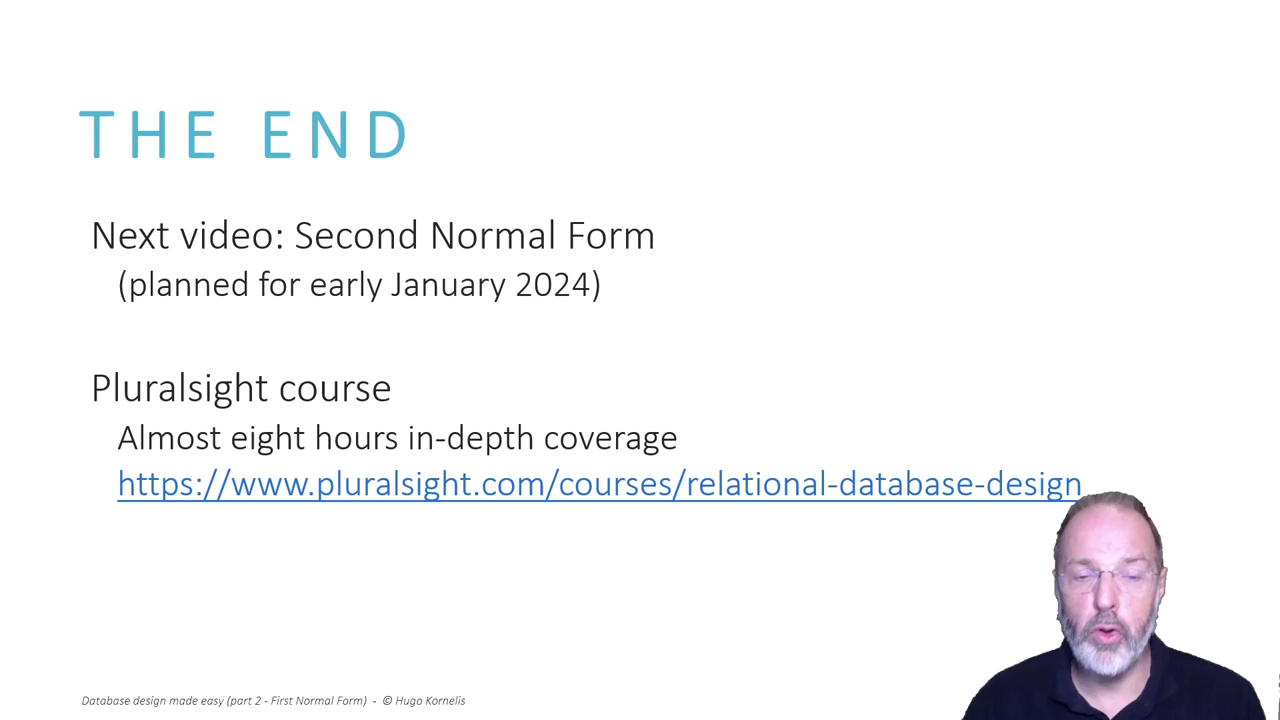 THE END
Next video: Second Normal Form
(planned for early January 2024)
Pluralsight course
Almost eight hours in-depth coverage
https://www.pluralsight.com/courses/relational-database-design
Database design made easy (part 2 - First Normal Form) - © Hugo Kornelis